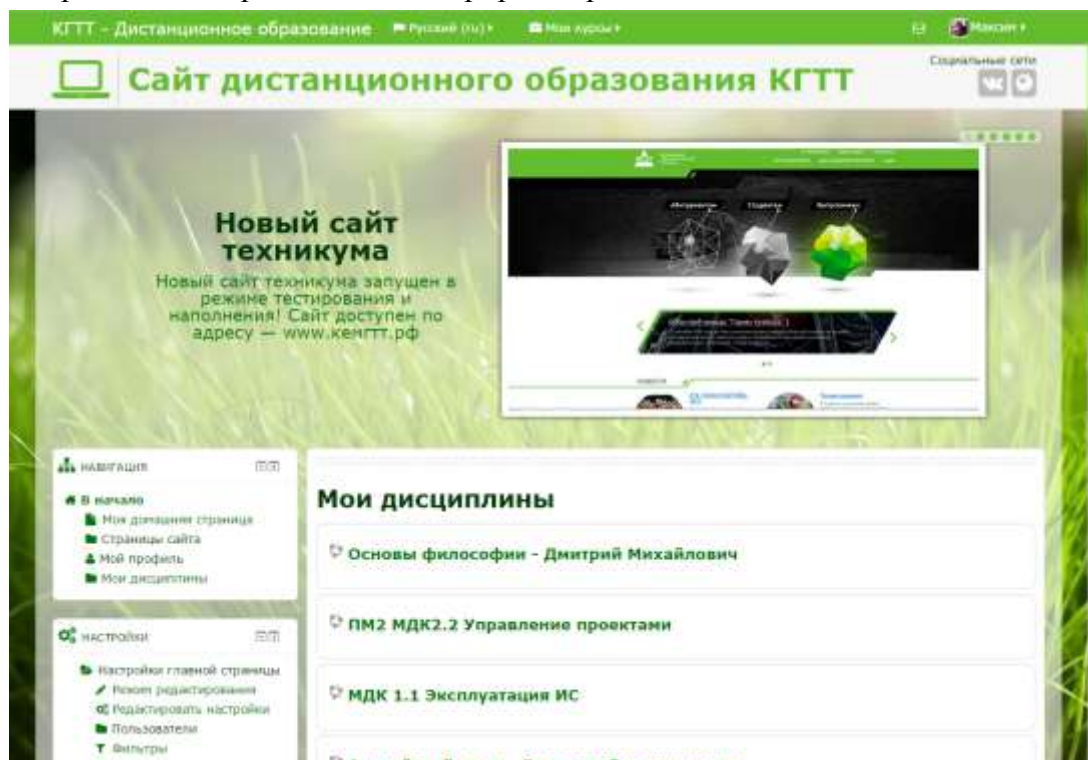 КГТТ - Дистанционное образование Русский (ru) Мои курсы Максим
Социальные сети
Сайт дистанционного образования КГТТ
Новый сайт
техникума
Новый сайт техникума запущен в
режиме тестирования и
наполнения! Сайт доступен по
адресу — www.кемгтт.рф
НАВИГАЦИЯ
В начало
Моя домашняя страница
Страницы сайта
Мой профиль
Мои дисциплины
НАСТРОЙКИ
Настройки главной страницы
Режим редактирования
Редактировать настройки
Пользователи
Фильтры
Мои дисциплины
Основы философии - Дмитрий Михайлович
ПМ2 МДК2.2 Управление проектами
МДК 1.1 Эксплуатация ИС